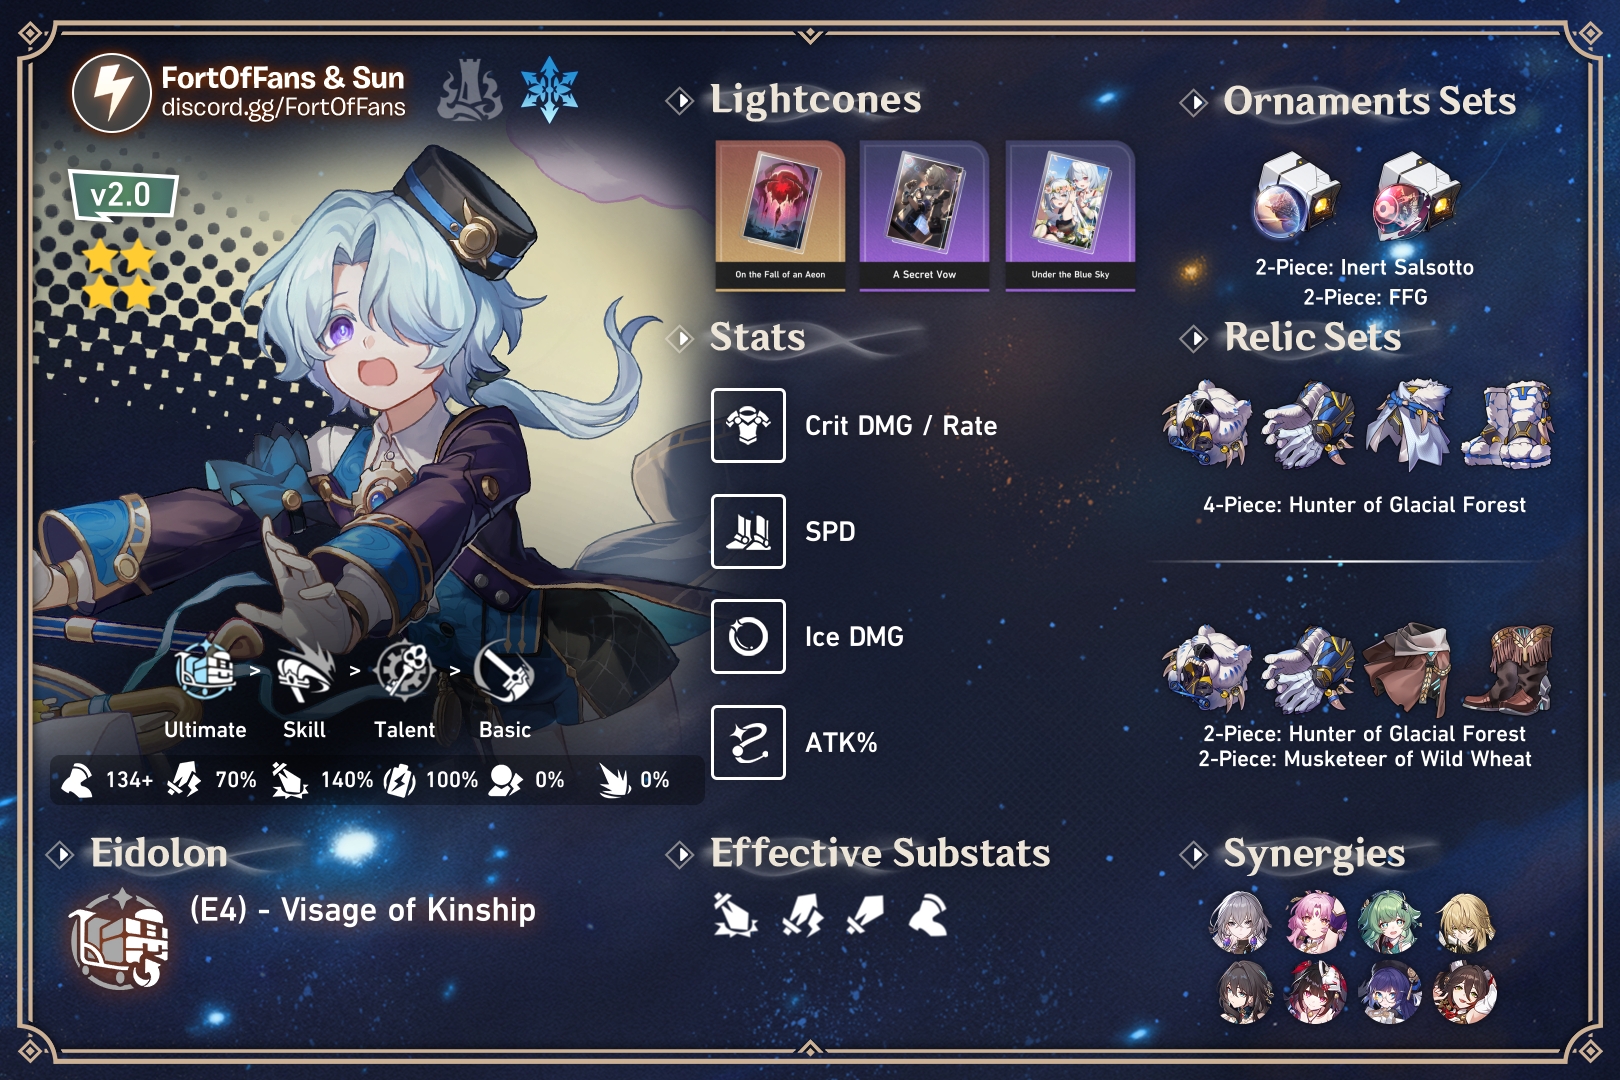 FortOfFans & Sun
discord.gg/FortOfFans
v2.0
Ultimate > Skill > Talent > Basic
134+ 70% 140% 100% 0% 0%
Eidolon
(E4) - Visage of Kinship
Lightcones
On the Fall of an Aeon
A Secret Vow
Under the Blue Sky
Stats
Crit DMG / Rate
SPD
Ice DMG
ATK%
Effective Substats
Ornaments Sets
2-Piece: Inert Salsotto
2-Piece: FFG
Relic Sets
4-Piece: Hunter of Glacial Forest
2-Piece: Hunter of Glacial Forest
2-Piece: Musketeer of Wild Wheat
Synergies